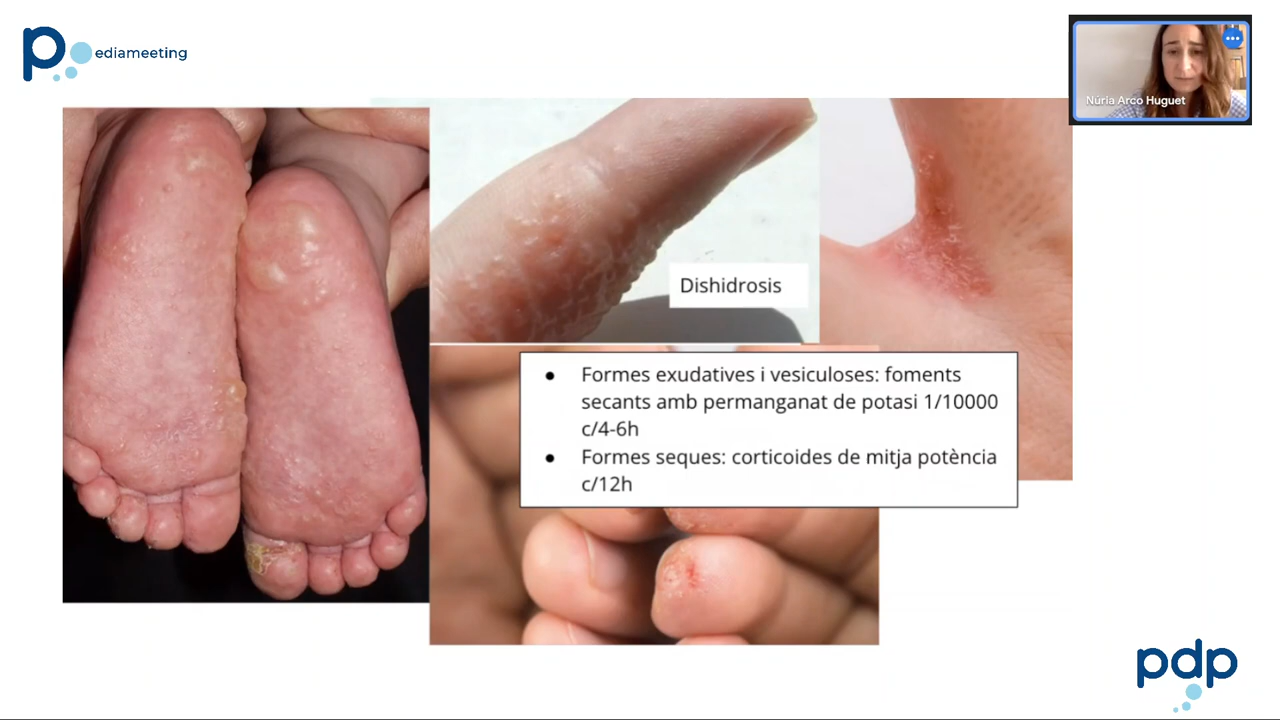 pediameeting
Núria Arco Huguet
Dishidrosis
● Formes exudatives i vesiculoses: foments
secants amb permanganat de potasi 1/10000
c/4-6h
● Formes seques: corticoides de mitja potència
c/12h
pdp